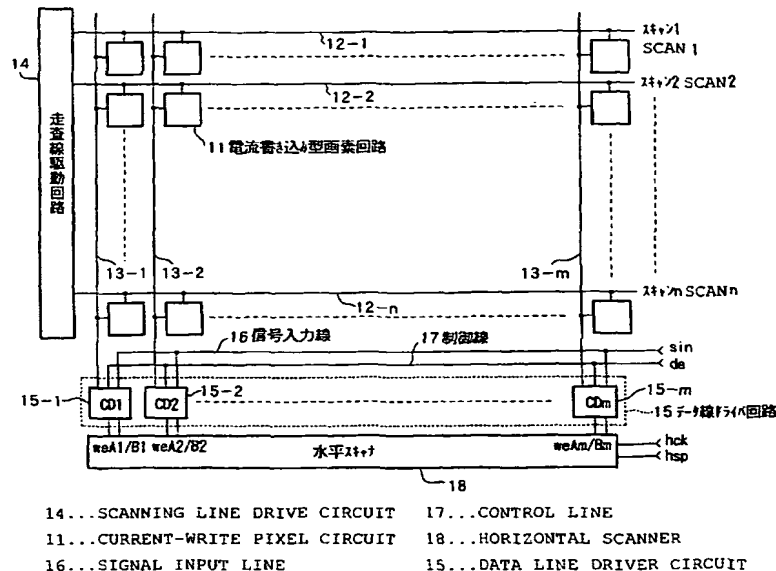 スキャン1
12-1
SCAN 1
14
スキャン2 SCAN2
12-2
走査線駆動回路
11 電流書き込み型画素回路
13-1
13-2
13-m
スキャンn SCANn
12-n
16 信号入力線
17 制御線
sin
de
15-1
CD1
CD2
15-2
CDm
15-m
15 データ線ドライバ回路
weA1/B1 weA2/B2
水平スキャナ
weAm/Bm
hck
hsp
18
14...SCANNING LINE DRIVE CIRCUIT 17...CONTROL LINE
11...CURRENT-WRITE PIXEL CIRCUIT 18...HORIZONTAL SCANNER
16...SIGNAL INPUT LINE 15...DATA LINE DRIVER CIRCUIT